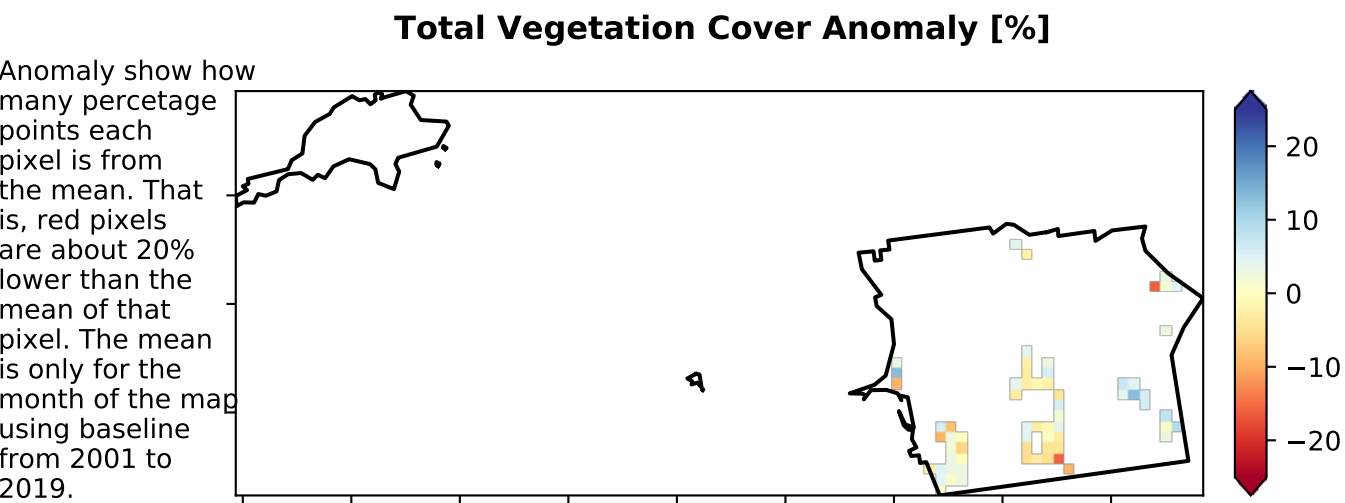 Total Vegetation Cover Anomaly [%]
Anomaly show how
many percetage
points each
pixel is from
the mean. That
is, red pixels
are about 20%
lower than the
mean of that
pixel. The mean
is only for the
month of the map
using baseline
from 2001 to
2019.
20
10
0
−10
−20